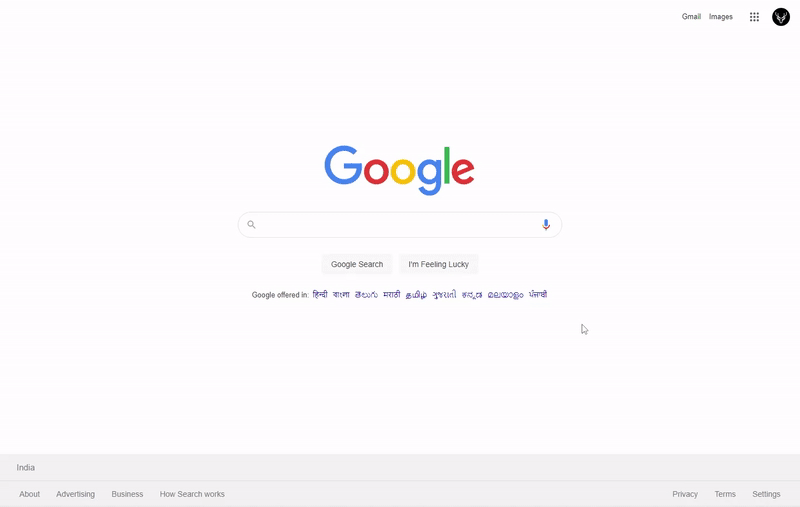 Gmail Images
Google
Google Search I'm Feeling Lucky
Google offered in: हिन्दी বাংলা తెలుగు मराठी தமிழ் ગુજરાતી ಕನ್ನಡ മലയാളം ਪੰਜਾਬੀ
India
About Advertising Business How Search works Privacy Terms Settings